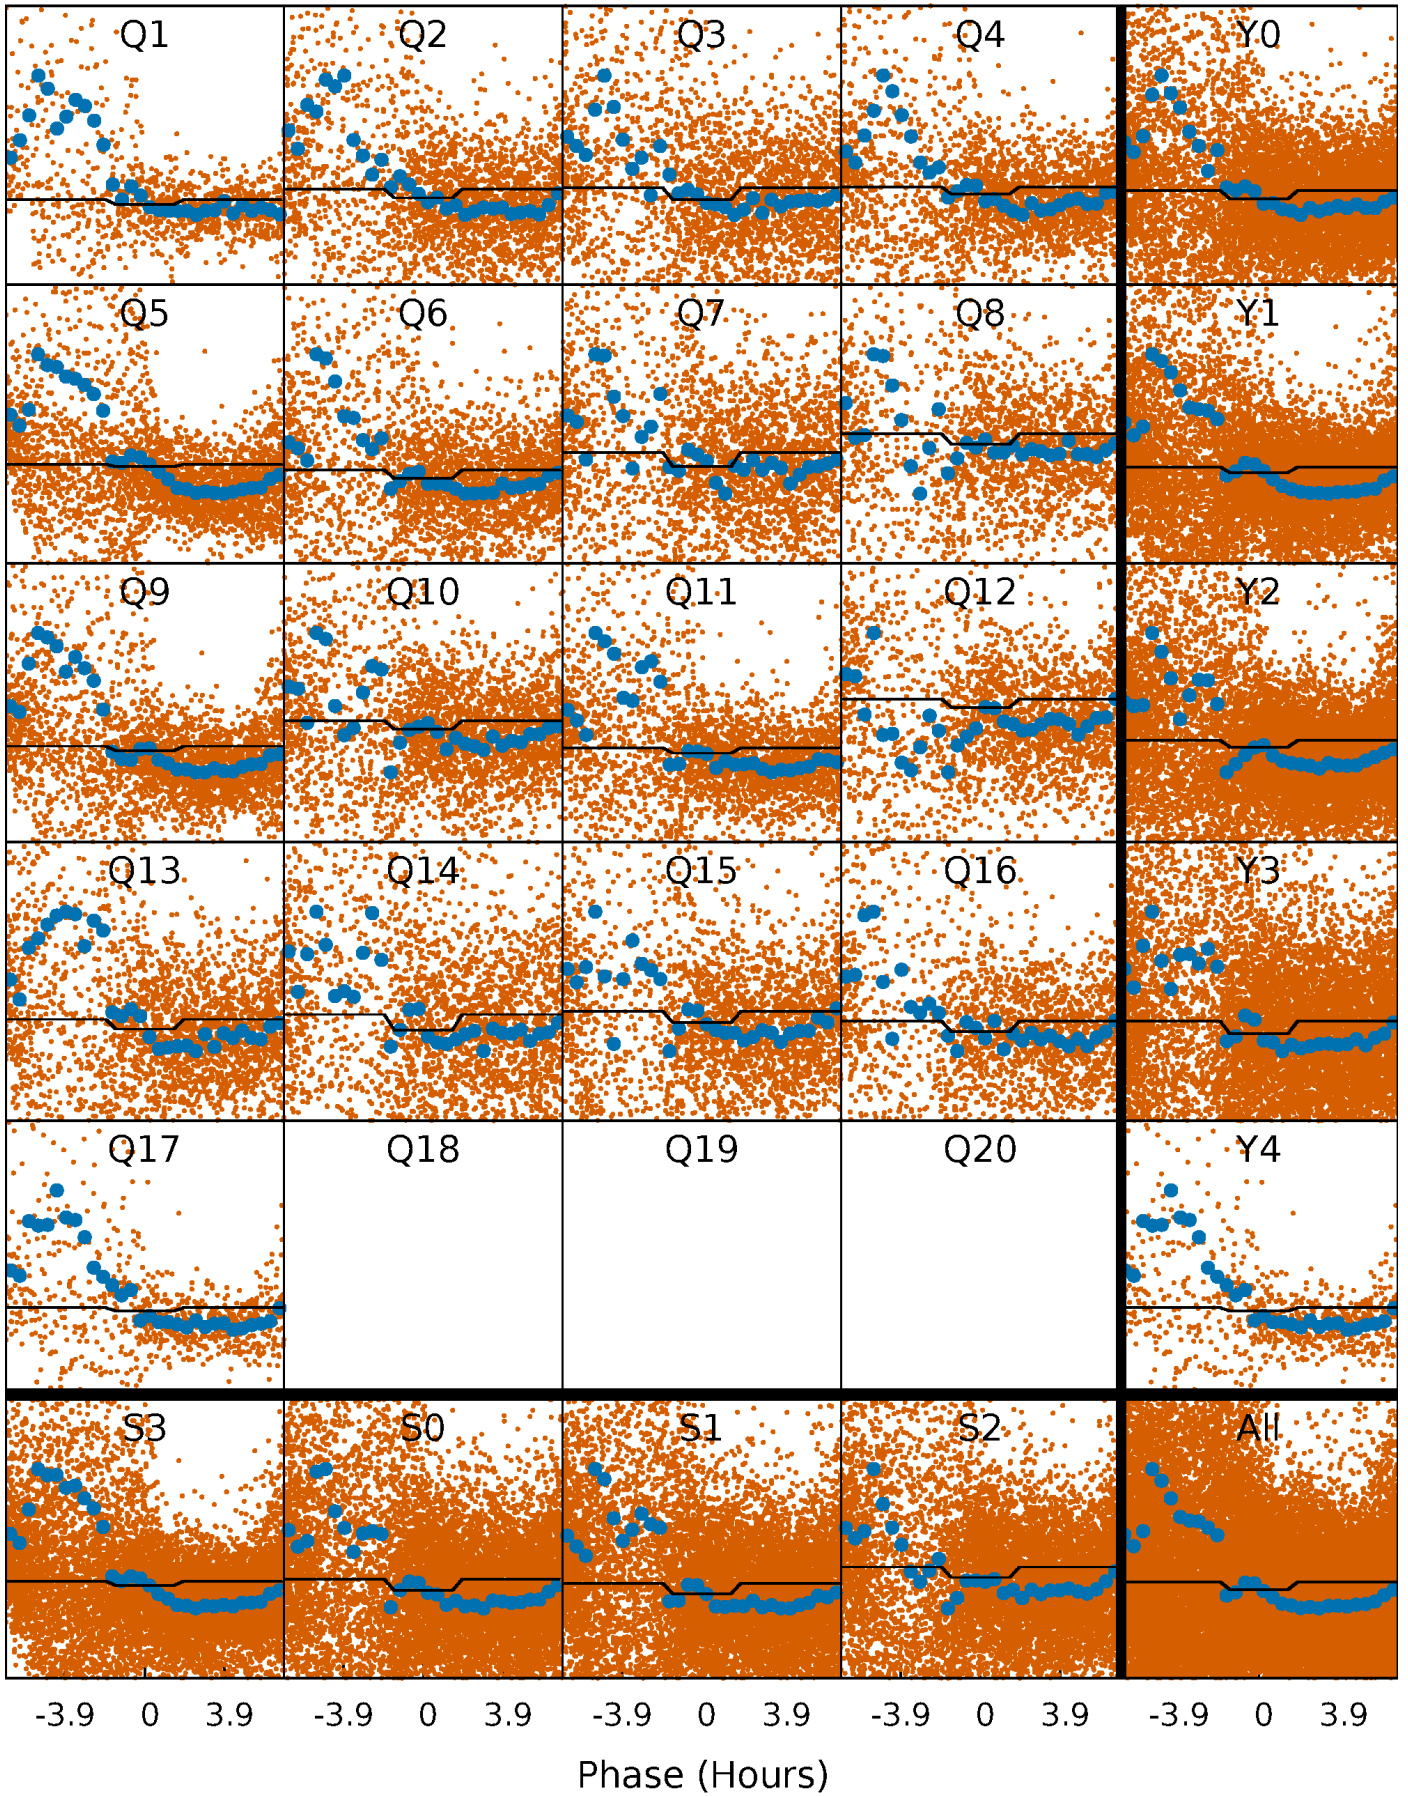 Q1 Q2 Q3 Q4 Y0
Q5 Q6 Q7 Q8 Y1
Q9 Q10 Q11 Q12 Y2
Q13 Q14 Q15 Q16 Y3
Q17 Q18 Q19 Q20 Y4
S3 S0 S1 S2 All
-3.9 0 3.9 -3.9 0 3.9 -3.9 0 3.9 -3.9 0 3.9 -3.9 0 3.9
Phase (Hours)